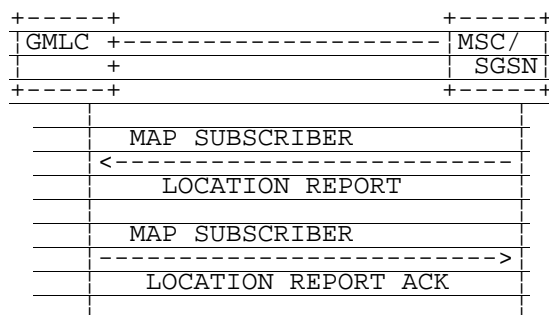 +-----+                    +-----+
¦GMLC +--------------------¦MSC/
¦     +                    ¦ SGSN¦
+-----+                    +-----+
¦                          ¦
¦  MAP SUBSCRIBER          ¦
¦<-------------------------¦
¦    LOCATION REPORT       ¦
¦                          ¦
¦  MAP SUBSCRIBER          ¦
¦------------------------->¦
¦   LOCATION REPORT ACK    ¦
¦                          ¦